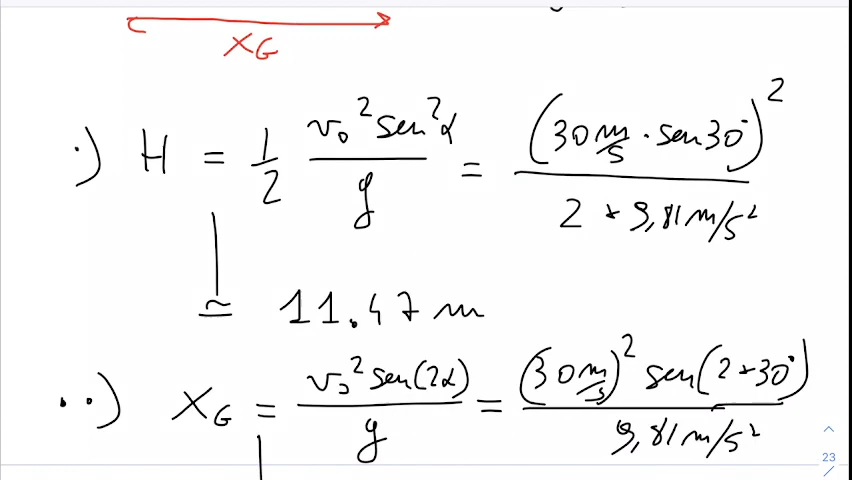 X_G
·) H = 1/2 v₀² sen²α / g = (30 m/s · sen30°)² / 2 * 9,81 m/s²
≃ 11.47 m
··) X_G = v₀² sen(2α) / g = (30 m/s)² sen(2*30°) / 9,81 m/s²
23